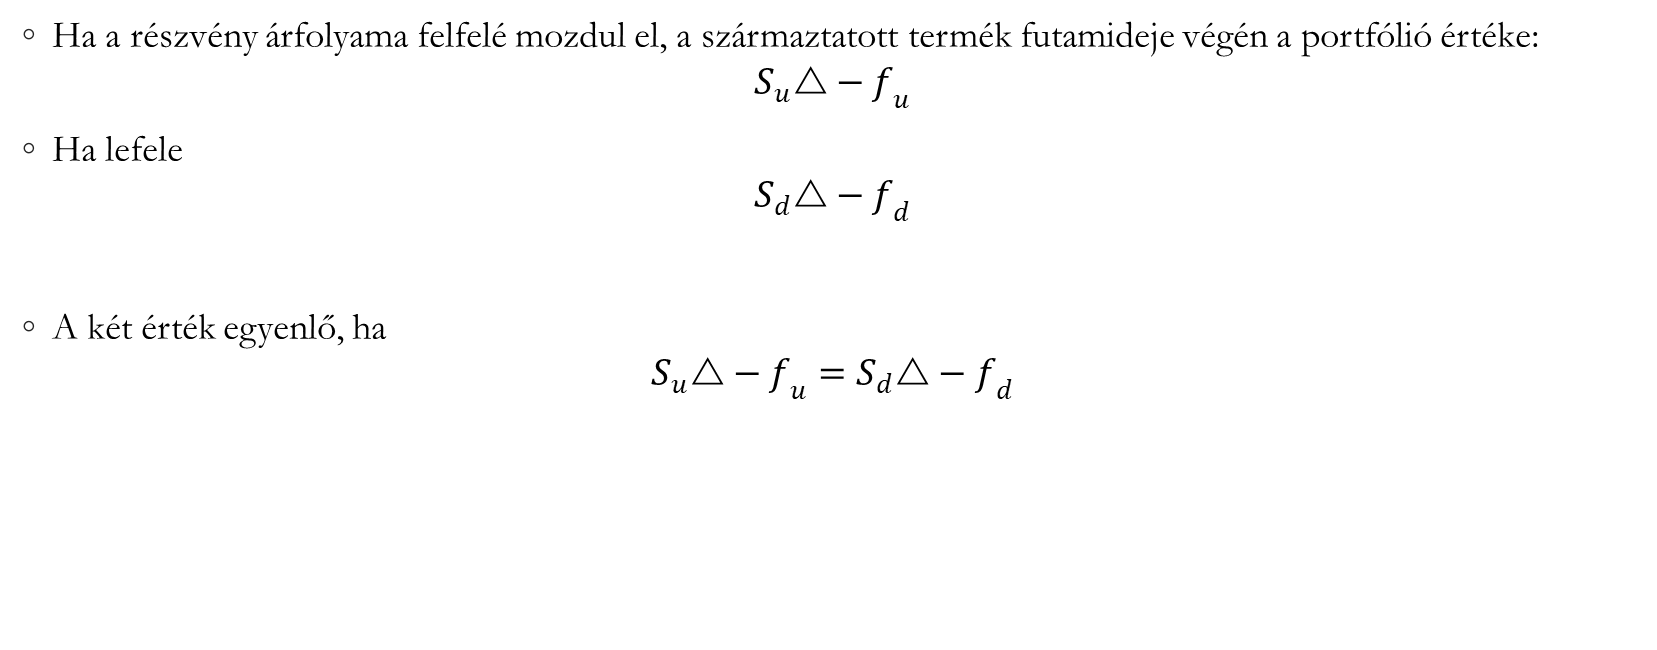 ◦ Ha a részvény árfolyama felfelé mozdul el, a származtatott termék futamideje végén a portfólió értéke:
S_u△ − f_u
◦ Ha lefele
S_d△ − f_d
◦ A két érték egyenlő, ha
S_u△ − f_u = S_d△ − f_d